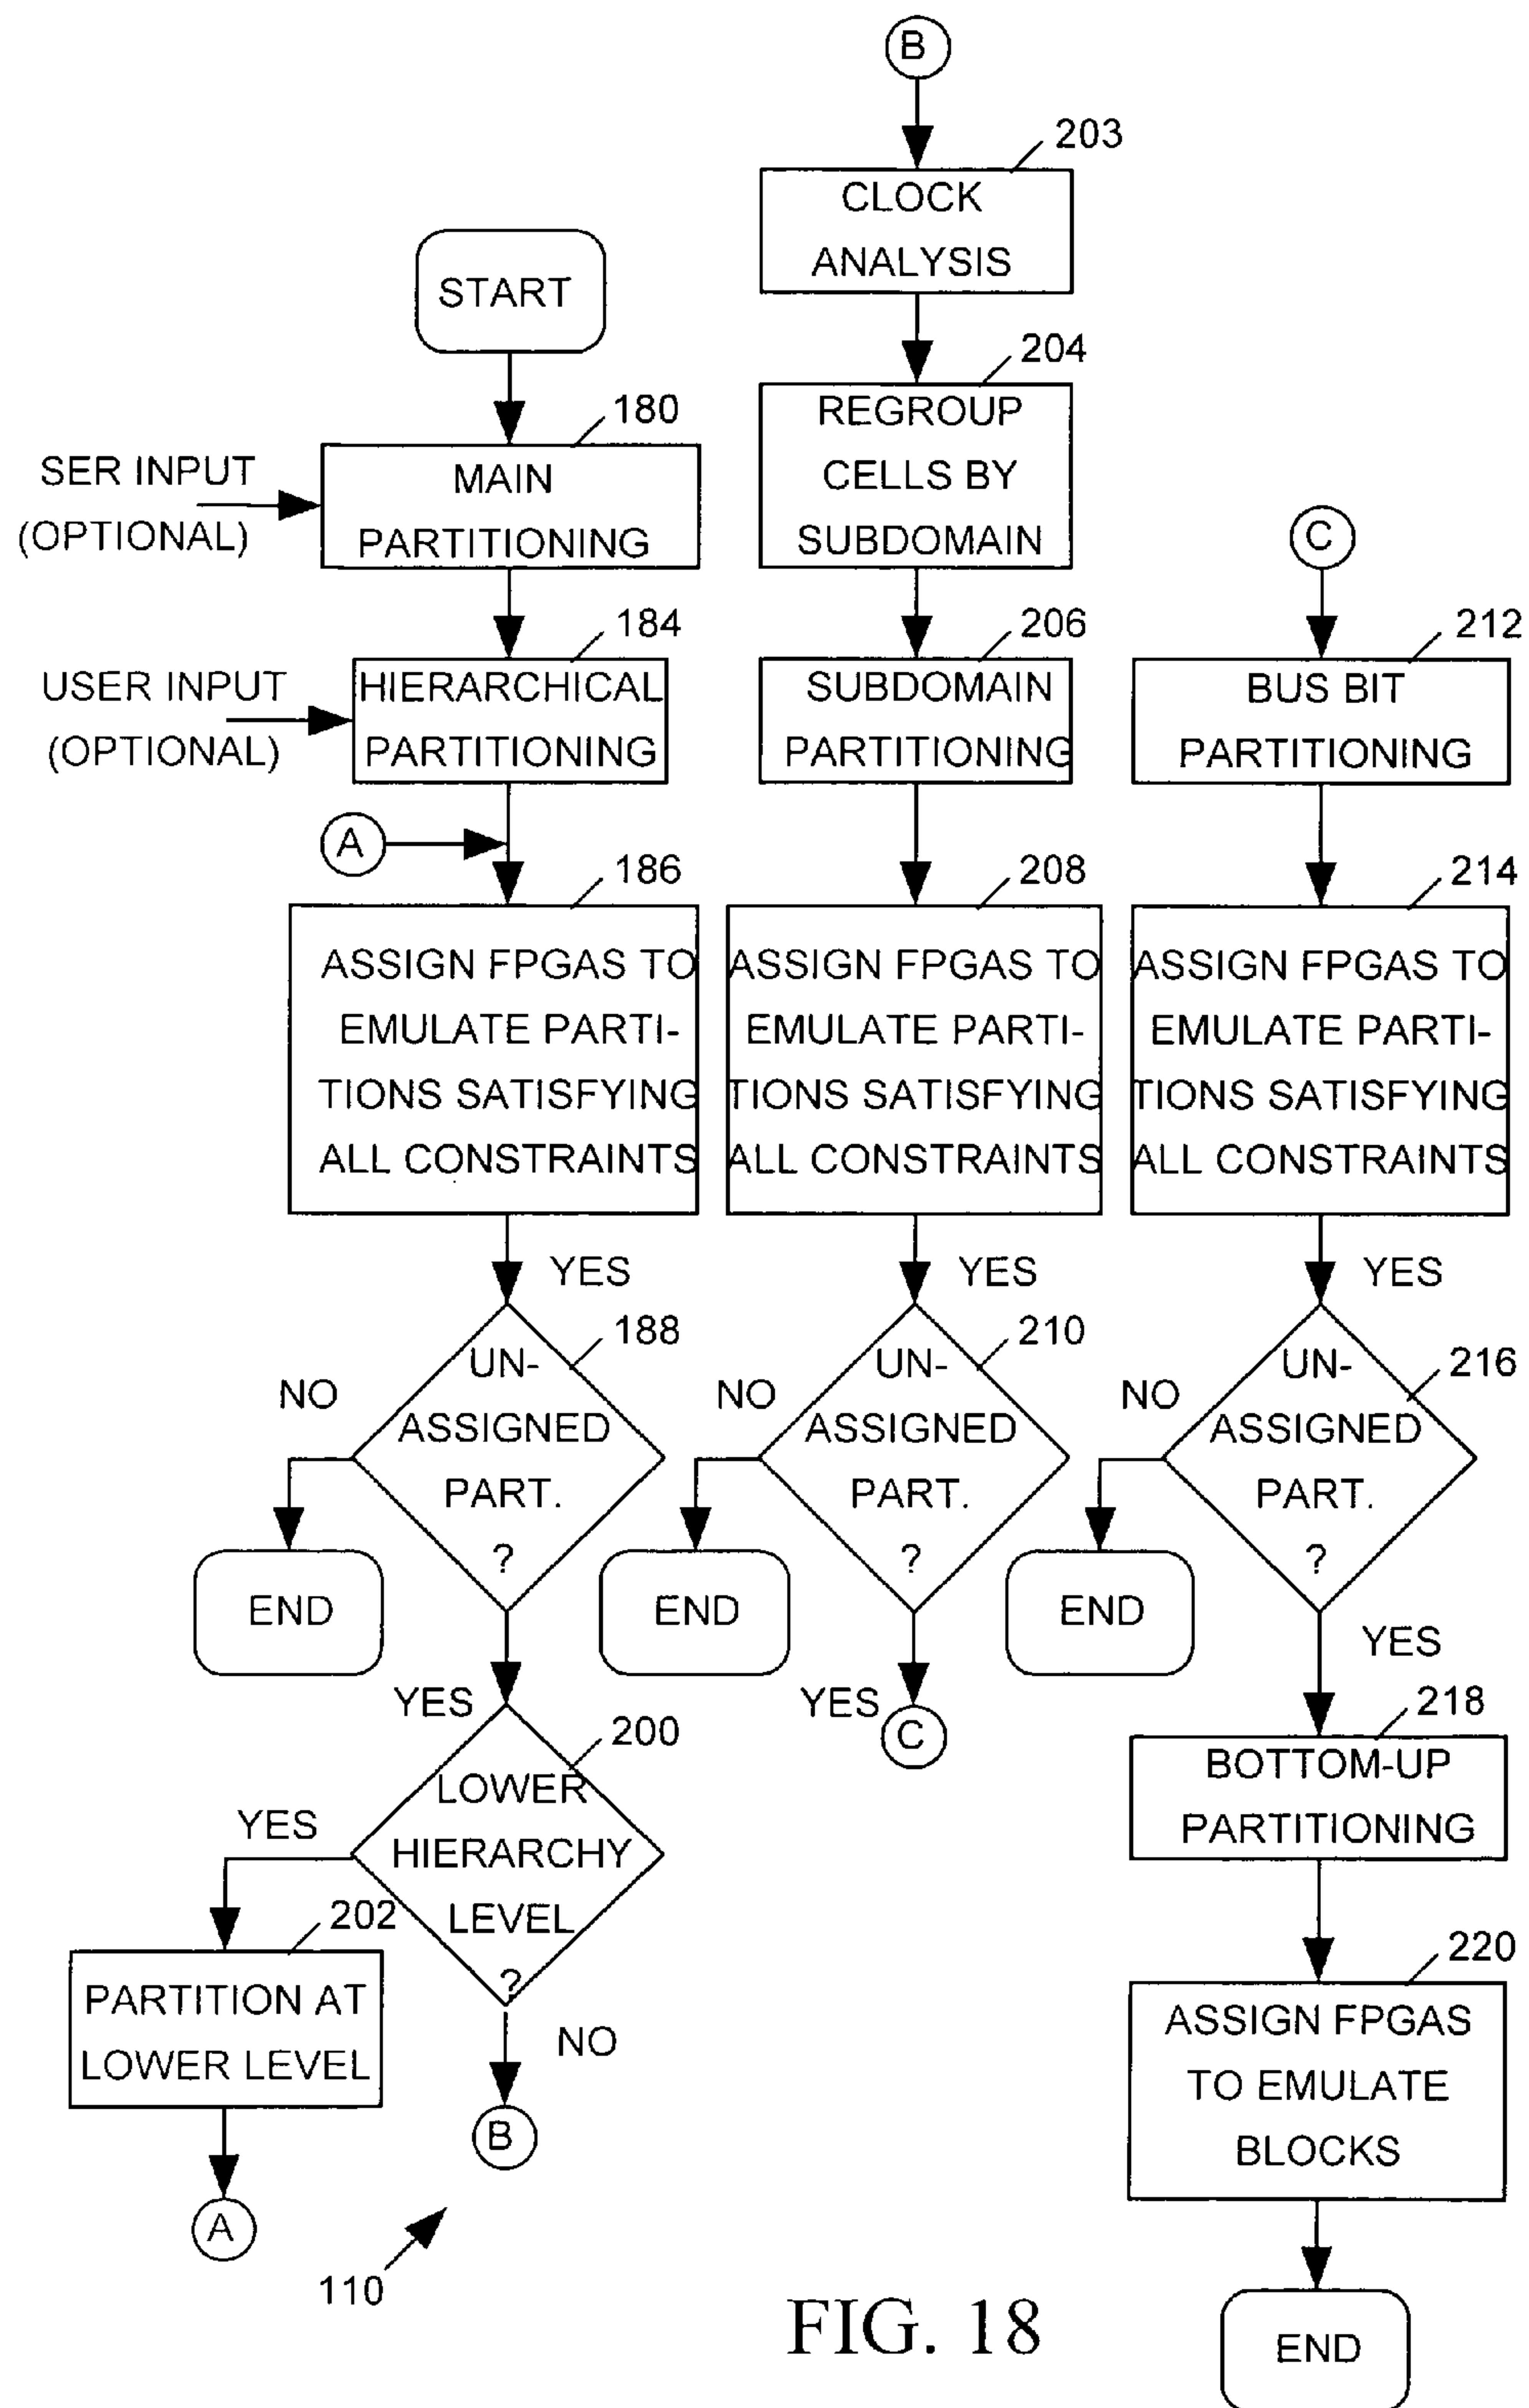 START
180
SER INPUT
(OPTIONAL)
MAIN
PARTITIONING
184
USER INPUT
(OPTIONAL)
HIERARCHICAL
PARTITIONING
A
186
ASSIGN FPGAS TO
EMULATE PARTI-
TIONS SATISFYING
ALL CONSTRAINTS
YES
188
UN-
ASSIGNED
PART.
?
NO
END
YES
200
LOWER
HIERARCHY
LEVEL
?
YES
202
PARTITION AT
LOWER LEVEL
A
NO
B
110
B
203
CLOCK
ANALYSIS
204
REGROUP
CELLS BY
SUBDOMAIN
206
SUBDOMAIN
PARTITIONING
208
ASSIGN FPGAS TO
EMULATE PARTI-
TIONS SATISFYING
ALL CONSTRAINTS
YES
210
UN-
ASSIGNED
PART.
?
NO
END
YES
C
C
212
BUS BIT
PARTITIONING
214
ASSIGN FPGAS TO
EMULATE PARTI-
TIONS SATISFYING
ALL CONSTRAINTS
YES
216
UN-
ASSIGNED
PART.
?
NO
END
YES
218
BOTTOM-UP
PARTITIONING
220
ASSIGN FPGAS
TO EMULATE
BLOCKS
END
FIG. 18